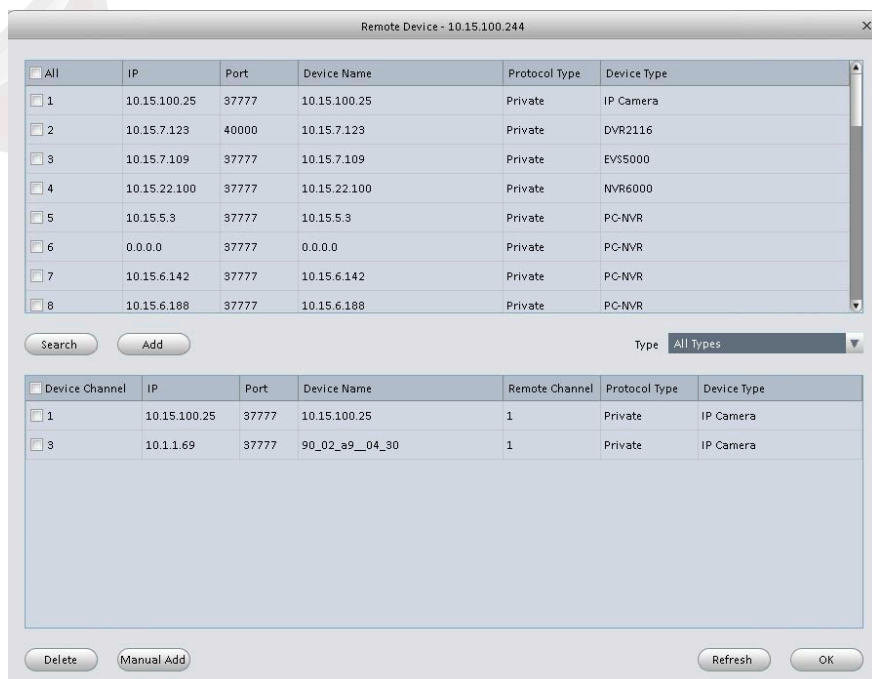 Remote Device - 10.15.100.244
All IP Port Device Name Protocol Type Device Type
1 10.15.100.25 37777 10.15.100.25 Private IP Camera
2 10.15.7.123 40000 10.15.7.123 Private DVR2116
3 10.15.7.109 37777 10.15.7.109 Private EVS5000
4 10.15.22.100 37777 10.15.22.100 Private NVR6000
5 10.15.5.3 37777 10.15.5.3 Private PC-NVR
6 0.0.0.0 37777 0.0.0.0 Private PC-NVR
7 10.15.6.142 37777 10.15.6.142 Private PC-NVR
8 10.15.6.188 37777 10.15.6.188 Private PC-NVR
Search Add Type All Types
Device Channel IP Port Device Name Remote Channel Protocol Type Device Type
1 10.15.100.25 37777 10.15.100.25 1 Private IP Camera
3 10.1.1.69 37777 90_02_a9__04_30 1 Private IP Camera
Delete Manual Add Refresh OK